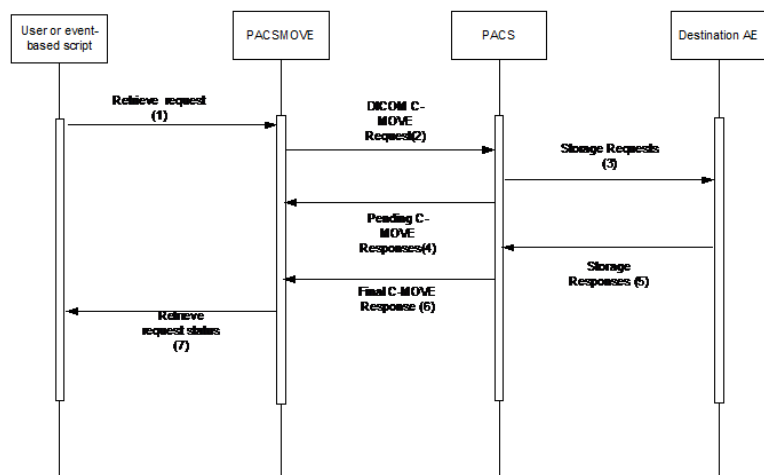 User or event-
based script
PACSMOVE
PACS
Destination AE
Retrieve request
(1)
DICOM C-
MOVE
Request(2)
Storage Requests
(3)
Pending C-
MOVE
Responses(4)
Storage
Responses (5)
Final C-MOVE
Response (6)
Retrieve
request status
(7)